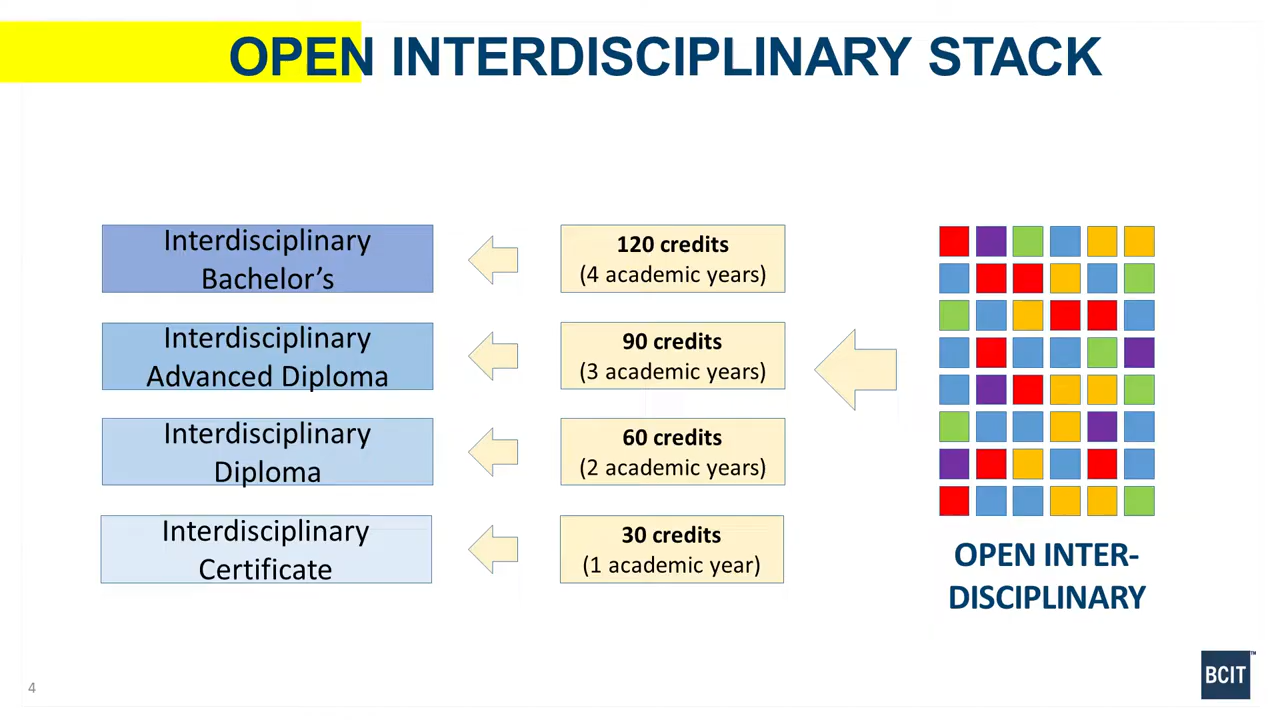 OPEN INTERDISCIPLINARY STACK
Interdisciplinary
Bachelor's
120 credits
(4 academic years)
Interdisciplinary
Advanced Diploma
90 credits
(3 academic years)
Interdisciplinary
Diploma
60 credits
(2 academic years)
Interdisciplinary
Certificate
30 credits
(1 academic year)
OPEN INTER-
DISCIPLINARY
4
BCIT
TM